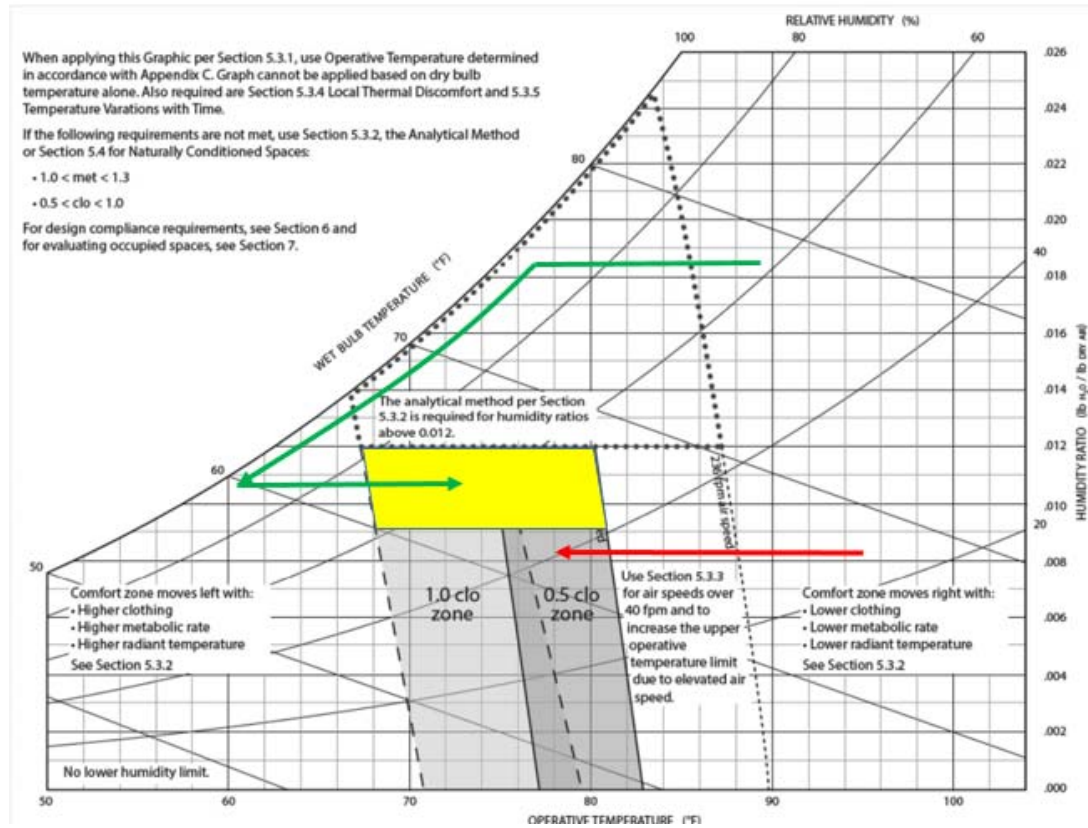 RELATIVE HUMIDITY (%)
100
80
60
When applying this Graphic per Section 5.3.1, use Operative Temperature determined
in accordance with Appendix C. Graph cannot be applied based on dry bulb
temperature alone. Also required are Section 5.3.4 Local Thermal Discomfort and 5.3.5
Temperature Varations with Time.
If the following requirements are not met, use Section 5.3.2, the Analytical Method
or Section 5.4 for Naturally Conditioned Spaces:
• 1.0 < met < 1.3
• 0.5 < clo < 1.0
For design compliance requirements, see Section 6 and
for evaluating occupied spaces, see Section 7.
WET BULB TEMPERATURE (°F)
50
60
70
80
40
20
.026
.024
.022
.020
.018
.016
.014
.012
.010
.008
.006
.004
.002
.000
HUMIDITY RATIO (lb H₂O / lb DRY AIR)
The analytical method per Section
5.3.2 is required for humidity ratios
above 0.012.
236 fpm air speed
1.0 clo
zone
0.5 clo
zone
Use Section 5.3.3
for air speeds over
40 fpm and to
increase the upper
operative
temperature limit
due to elevated air
speed.
Comfort zone moves left with:
• Higher clothing
• Higher metabolic rate
• Higher radiant temperature
See Section 5.3.2
Comfort zone moves right with:
• Lower clothing
• Lower metabolic rate
• Lower radiant temperature
See Section 5.3.2
No lower humidity limit.
50
60
70
80
90
100
OPERATIVE TEMPERATURE (°F)